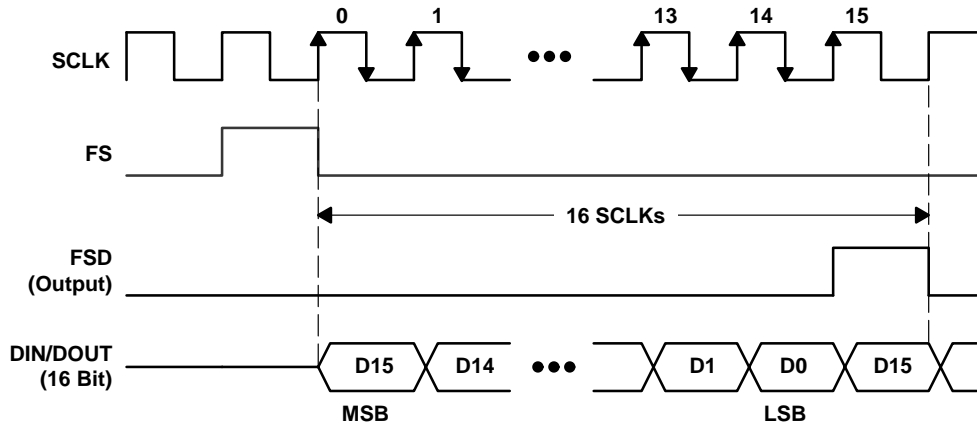 0 1 13 14 15
SCLK
●●●
FS
16 SCLKs
FSD
(Output)
DIN/DOUT
(16 Bit)
D15 D14 ●●● D1 D0 D15
MSB LSB